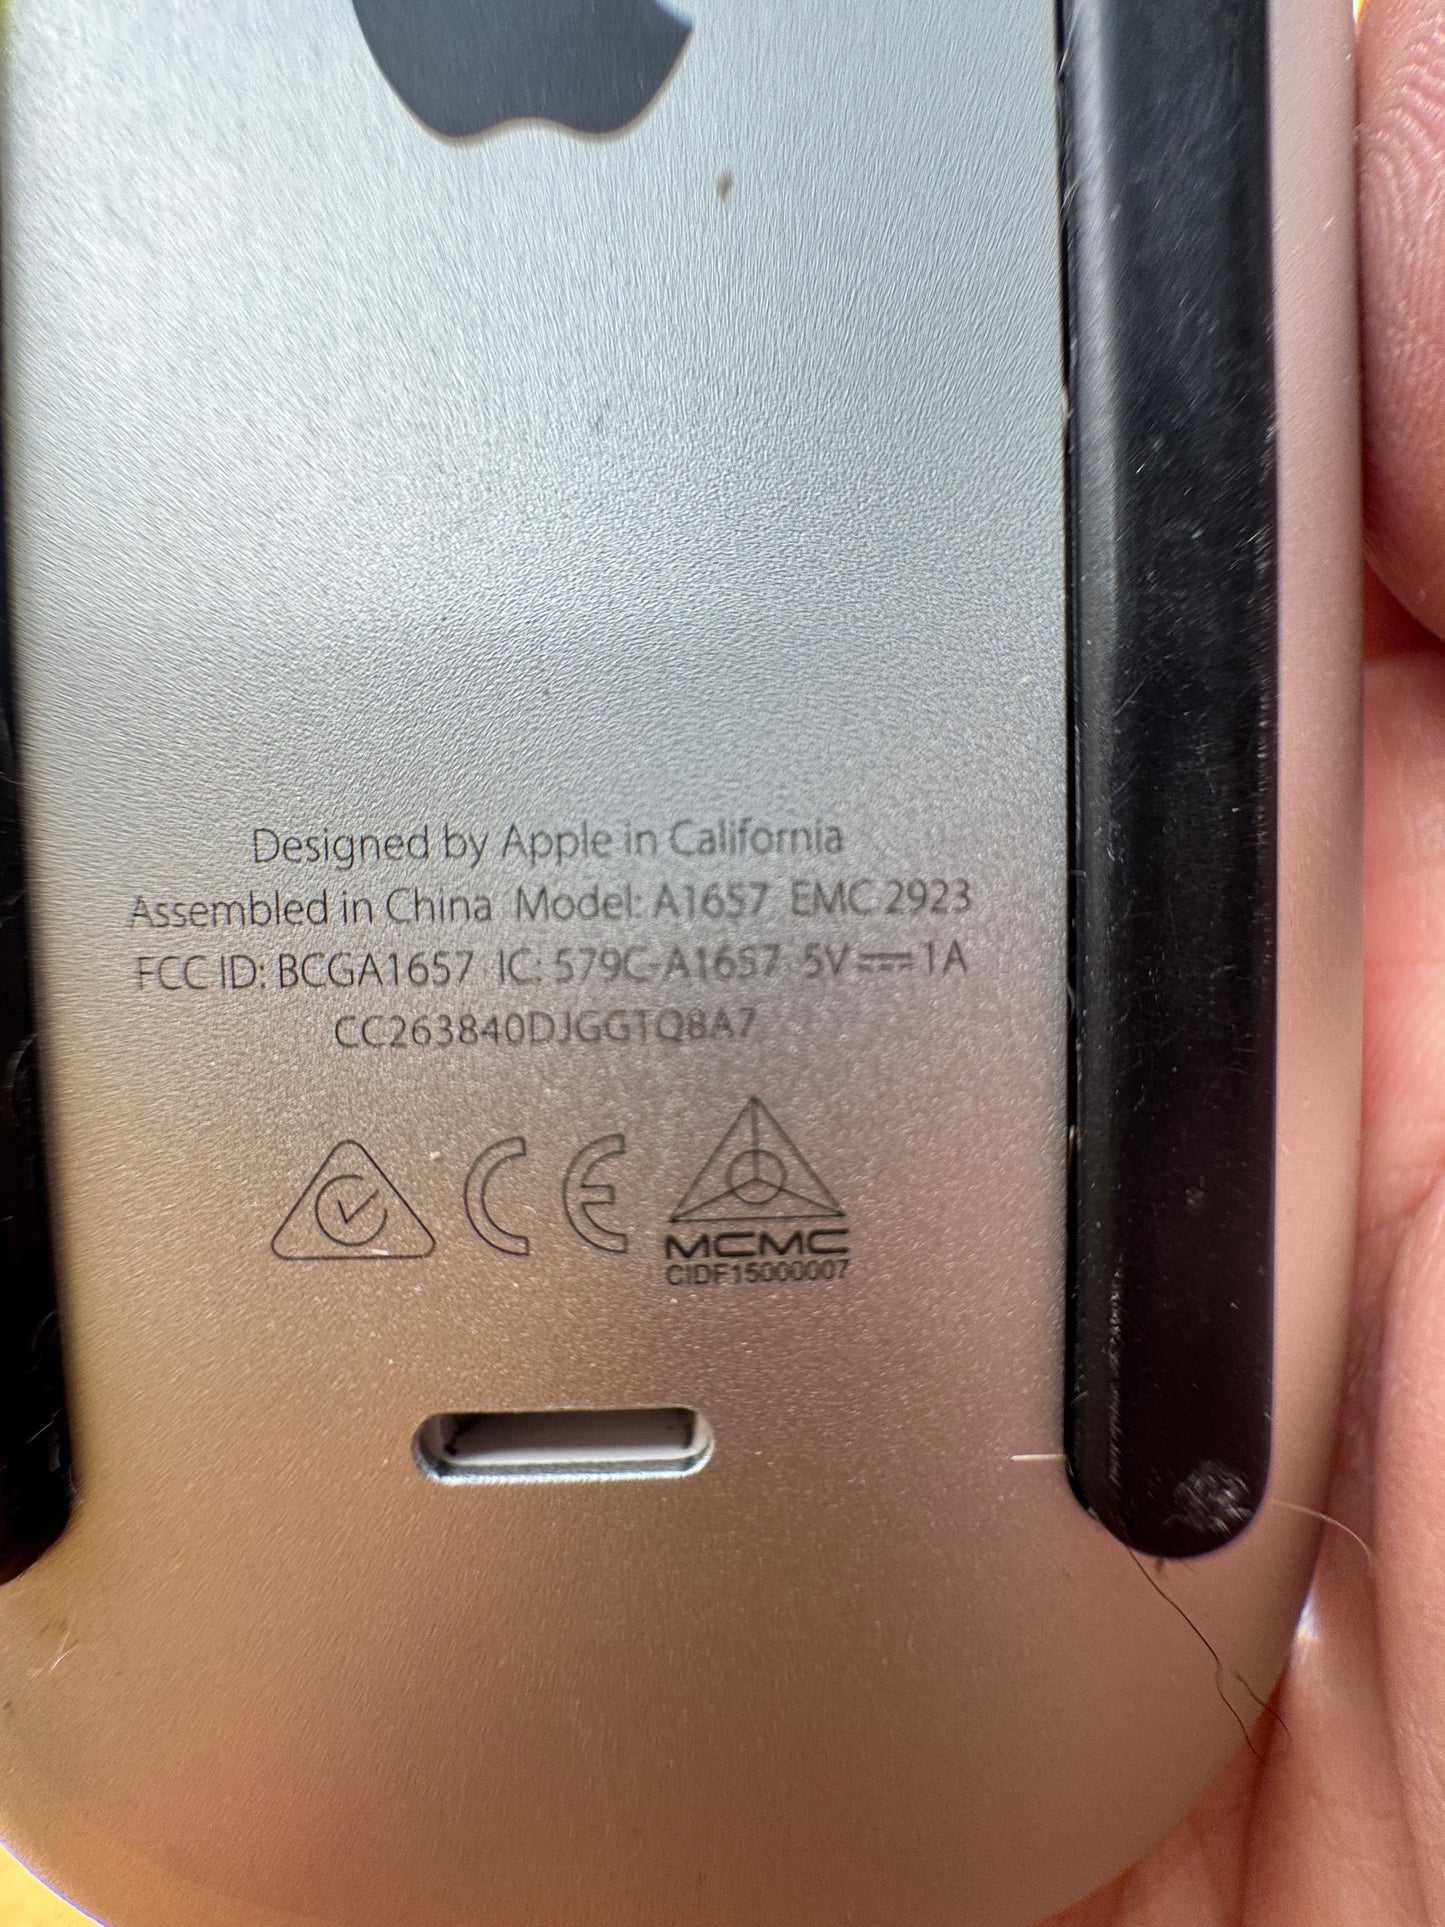 Designed by Apple in California
Assembled in China Model: A1657 EMC 2923
FCC ID: BCGA1657 IC: 579C-A1657 5V⎓1A
CC263840DJGGTQ8A7
CE
MCMC
CIDF15000007